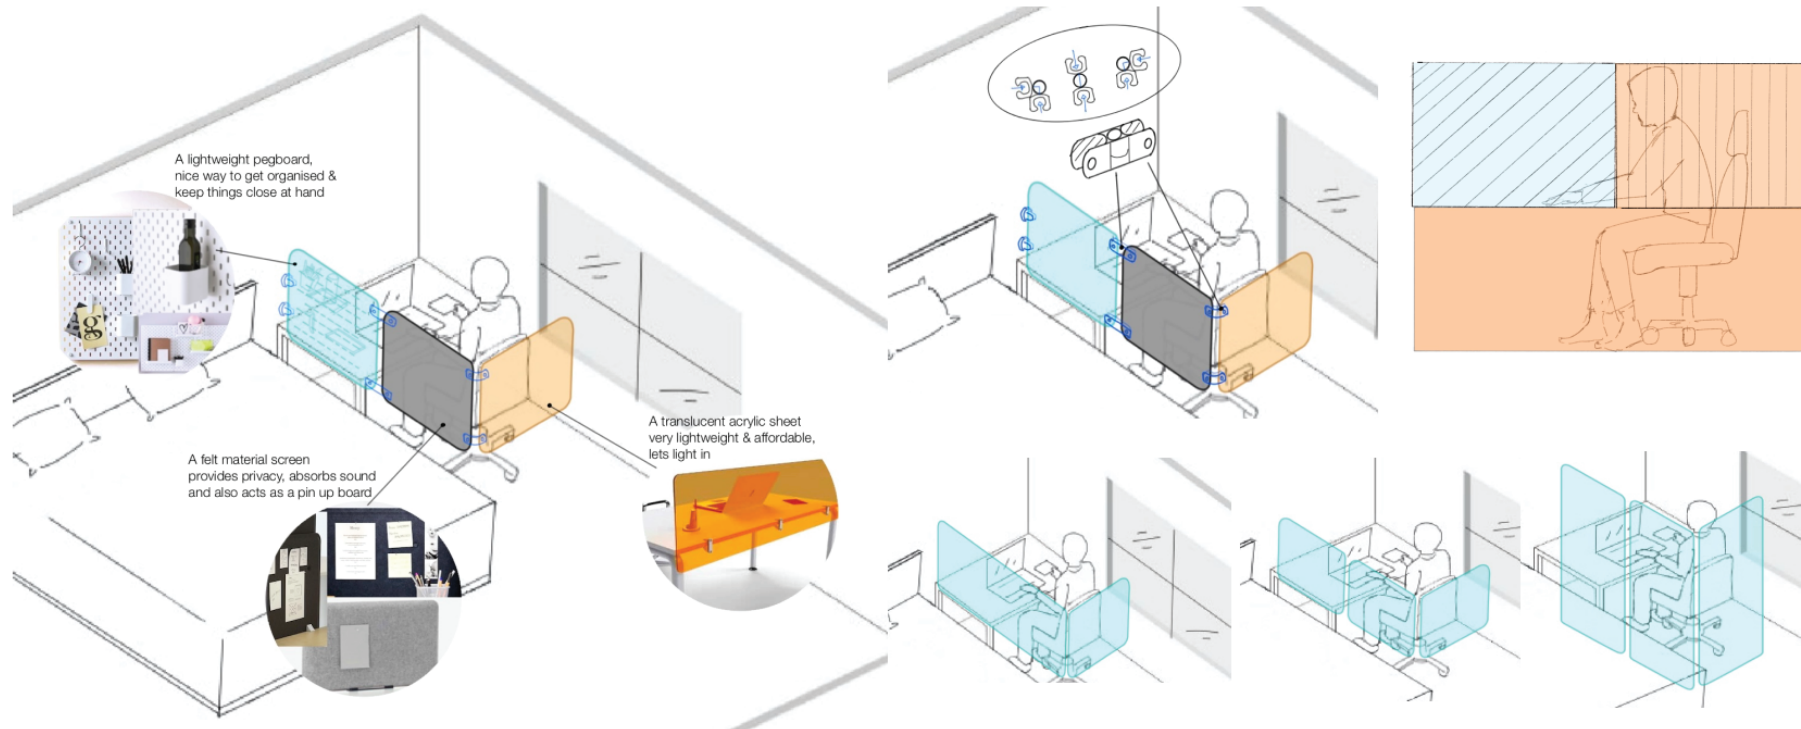 A lightweight pegboard,
nice way to get organised &
keep things close at hand
g
A translucent acrylic sheet
very lightweight & affordable,
lets light in
A felt material screen
provides privacy, absorbs sound
and also acts as a pin up board